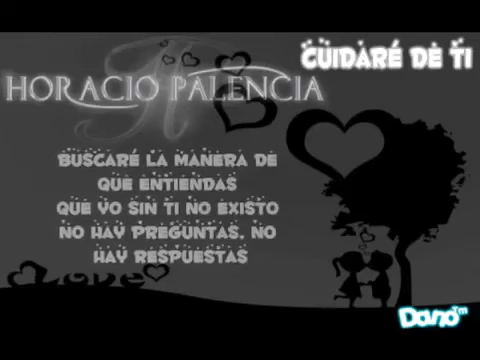 CUIDARÉ DE TI
HORACIO PALENCIA
BUSCARÉ LA MANERA DE
QUE ENTIENDAS
QUE YO SIN TI NO EXISTO
NO HAY PREGUNTAS, NO
HAY RESPUESTAS
Love
Dano™